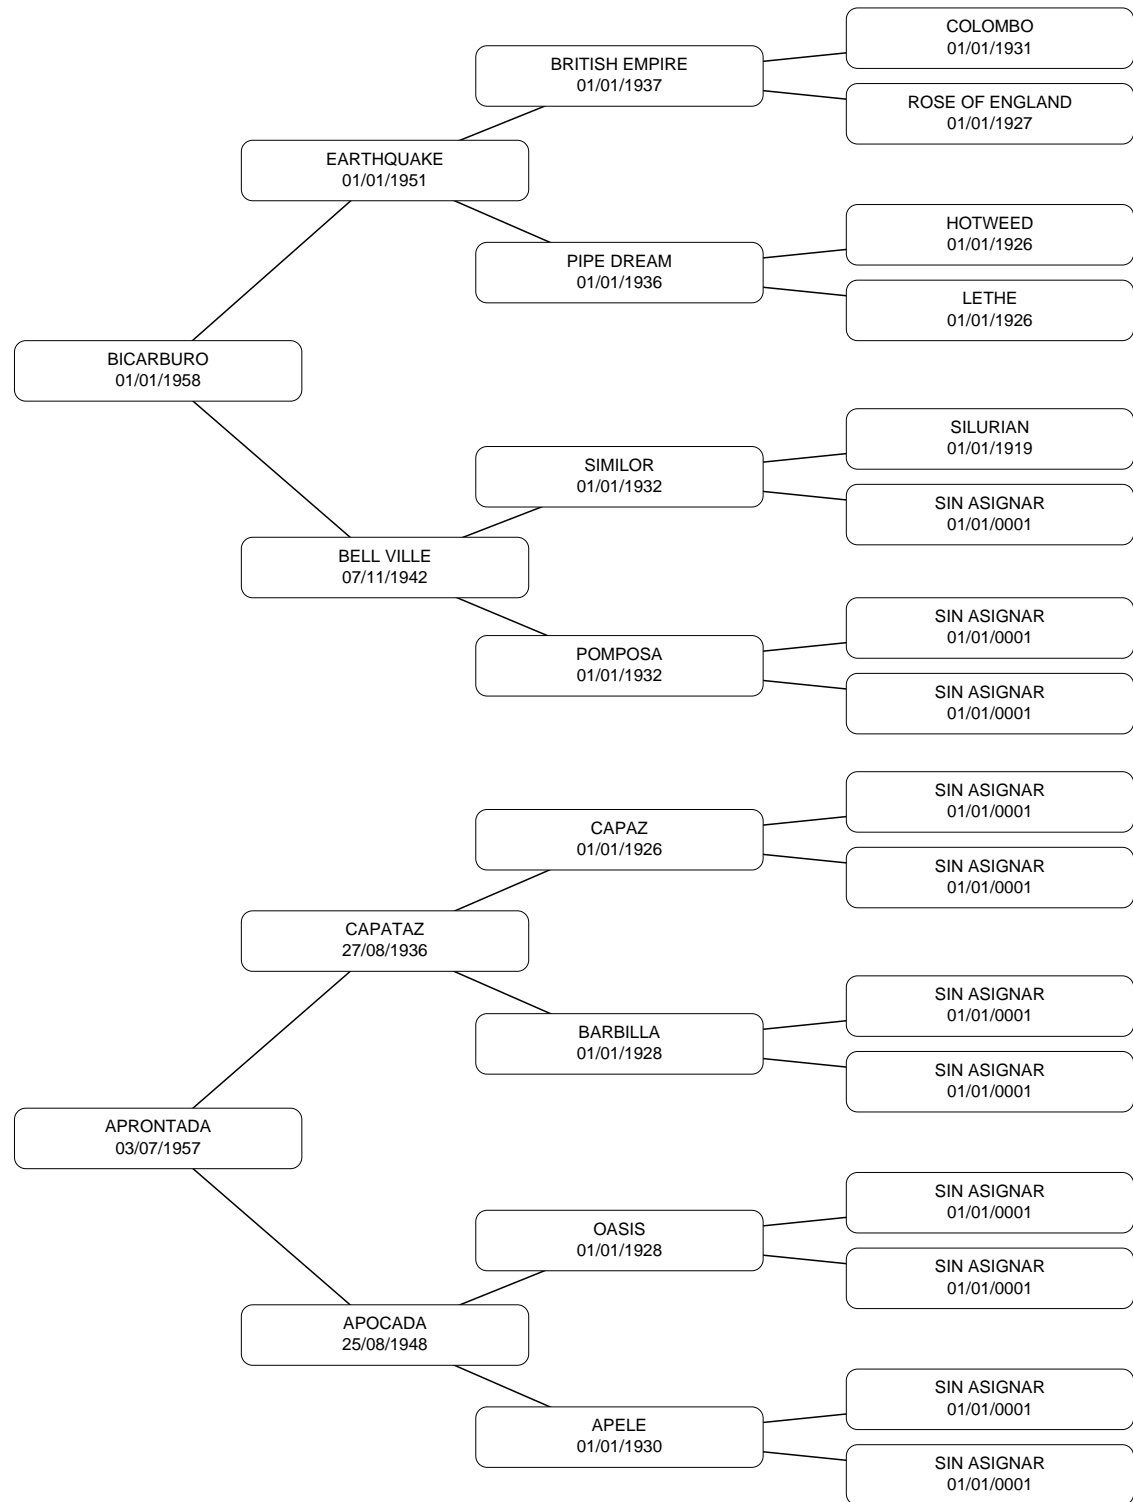 COLOMBO
01/01/1931
BRITISH EMPIRE
01/01/1937
ROSE OF ENGLAND
01/01/1927
EARTHQUAKE
01/01/1951
HOTWEED
01/01/1926
PIPE DREAM
01/01/1936
LETHE
01/01/1926
BICARBURO
01/01/1958
SILURIAN
01/01/1919
SIMILOR
01/01/1932
SIN ASIGNAR
01/01/0001
BELL VILLE
07/11/1942
SIN ASIGNAR
01/01/0001
POMPOSA
01/01/1932
SIN ASIGNAR
01/01/0001
SIN ASIGNAR
01/01/0001
CAPAZ
01/01/1926
SIN ASIGNAR
01/01/0001
CAPATAZ
27/08/1936
SIN ASIGNAR
01/01/0001
BARBILLA
01/01/1928
SIN ASIGNAR
01/01/0001
APRONTADA
03/07/1957
SIN ASIGNAR
01/01/0001
OASIS
01/01/1928
SIN ASIGNAR
01/01/0001
APOCADA
25/08/1948
SIN ASIGNAR
01/01/0001
APELE
01/01/1930
SIN ASIGNAR
01/01/0001